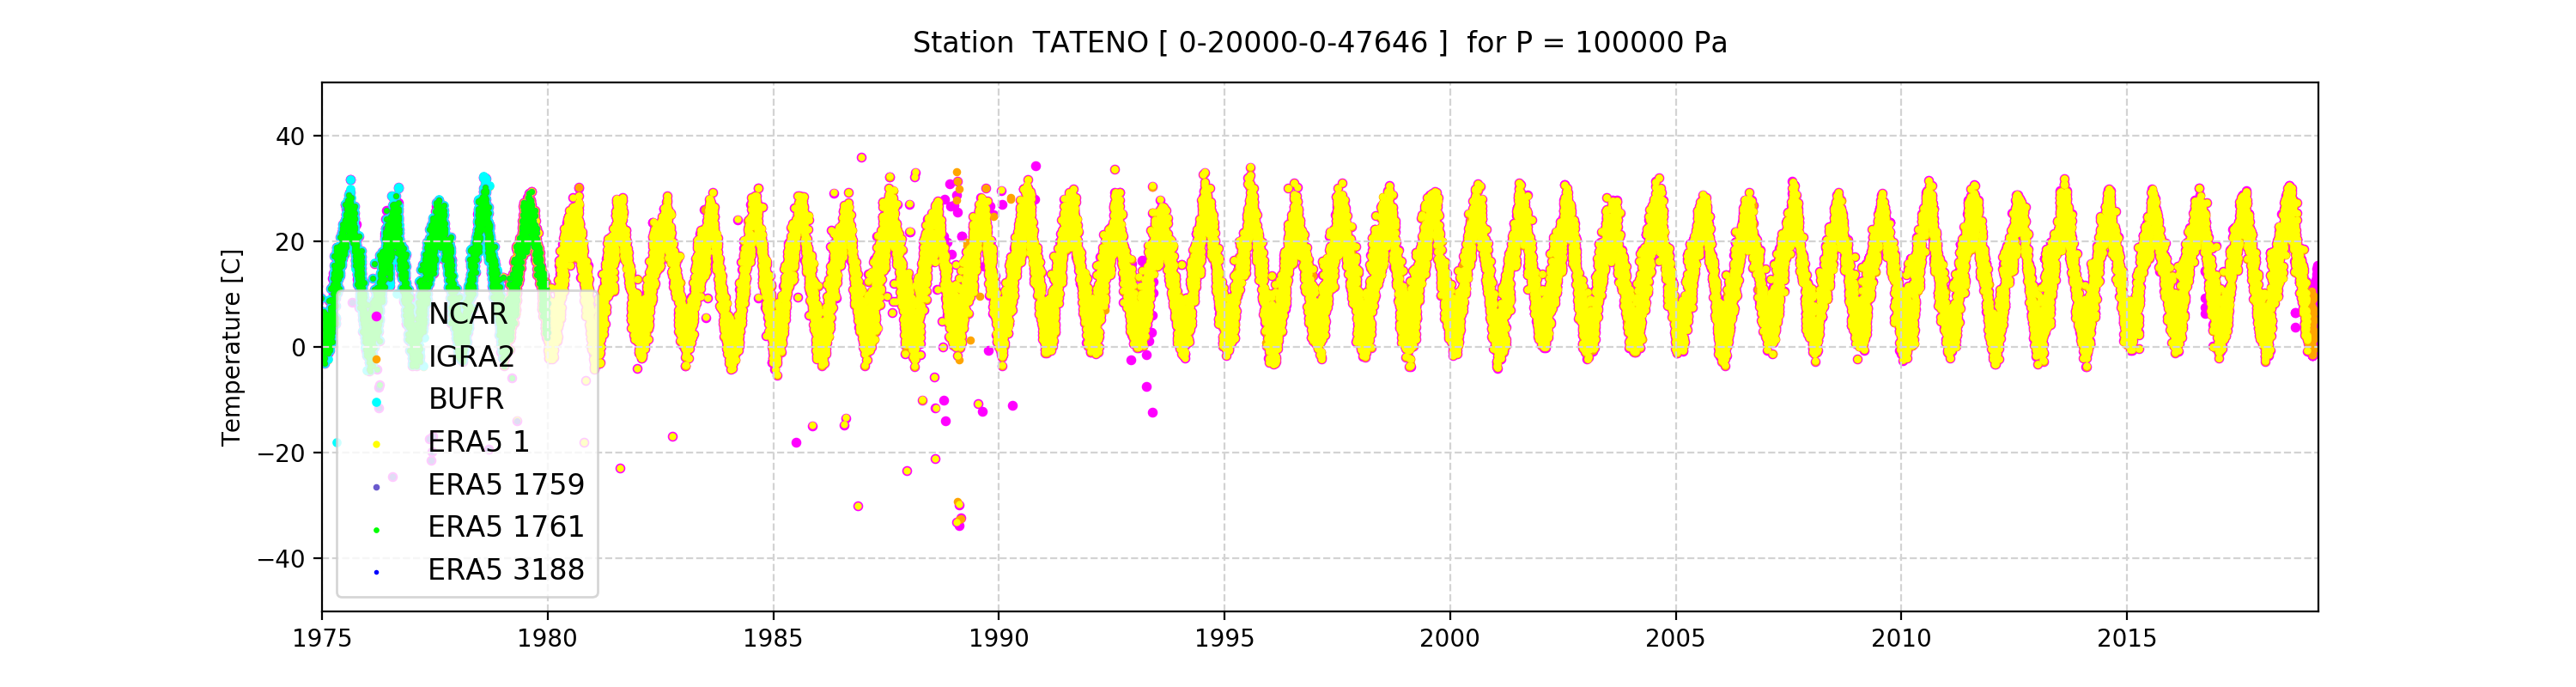 Station  TATENO [ 0-20000-0-47646 ]  for P = 100000 Pa
Temperature [C]
40
20
0
−20
−40
NCAR
IGRA2
BUFR
ERA5 1
ERA5 1759
ERA5 1761
ERA5 3188
1975 1980 1985 1990 1995 2000 2005 2010 2015